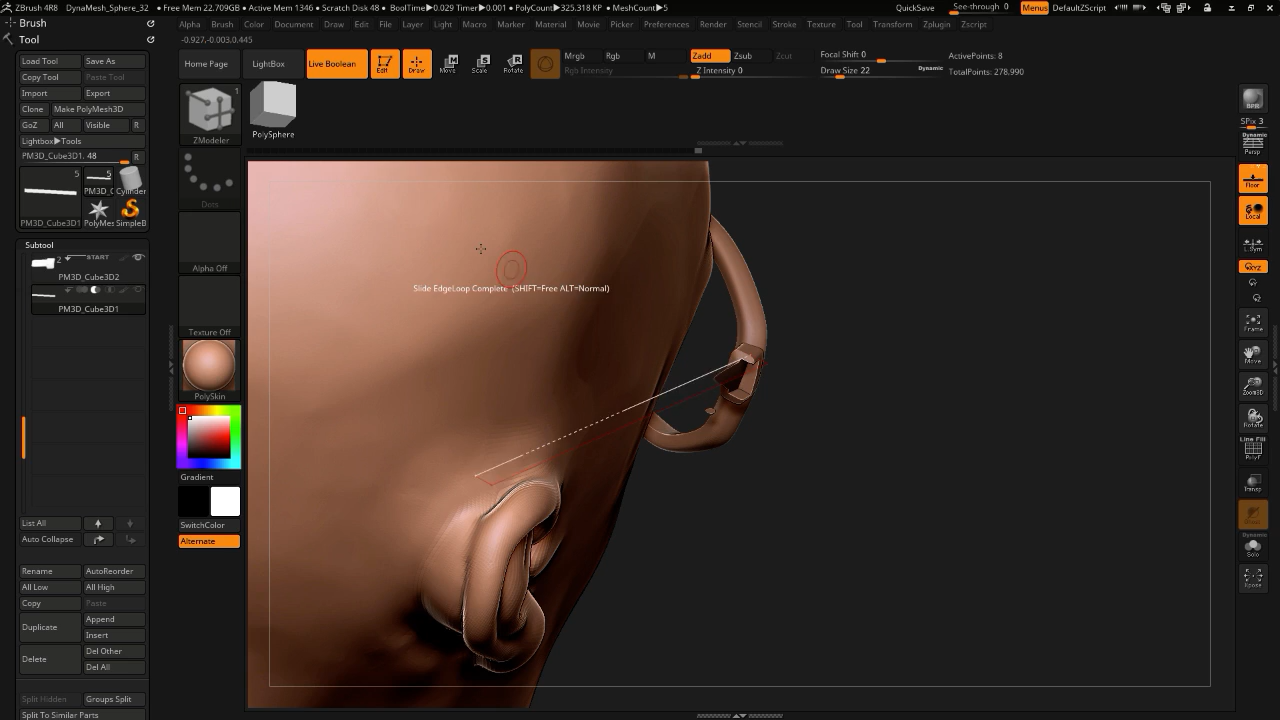 ZBrush 4R8 DynaMesh_Sphere_32 • Free Mem 22.709GB • Active Mem 1346 • Scratch Disk 48 • BoolTime▶0.029 Timer▶0.001 • PolyCount▶325.318 KP • MeshCount▶5 QuickSave See-through 0 Menus DefaultZScript
Brush
Alpha Brush Color Document Draw Edit File Layer Light Macro Marker Material Movie Picker Preferences Render Stencil Stroke Texture Tool Transform Zplugin Zscript
Tool
-0.927,-0.003,0.445
Home Page LightBox Live Boolean Edit Draw Move Scale Rotate
Mrgb Rgb M Zadd Zsub Zcut
Rgb Intensity Z Intensity 0
Focal Shift 0
Draw Size 22 Dynamic
ActivePoints: 8
TotalPoints: 278,990
Load Tool Save As
Copy Tool Paste Tool
Import Export
Clone Make PolyMesh3D
GoZ All Visible R
Lightbox▶Tools
PM3D_Cube3D1. 48 R
5
5
PM3D_C Cylinder
PM3D_Cube3D1 PolyMes SimpleB
1
ZModeler
PolySphere
Dots
Alpha Off
Texture Off
PolySkin
Gradient
SwitchColor
Alternate
Subtool
2 START
PM3D_Cube3D2
PM3D_Cube3D1
List All
Auto Collapse
Rename AutoReorder
All Low All High
Copy Paste
Duplicate Append
Insert
Delete Del Other
Del All
Split Hidden Groups Split
Split To Similar Parts
Slide EdgeLoop Complete (SHIFT=Free ALT=Normal)
BPR
SPix 3
Dynamic
Persp
Floor
Local
L.Sym
XYZ
Frame
Move
Zoom3D
Rotate
Line Fill
PolyF
Transp
Dynamic
Solo
Xpose